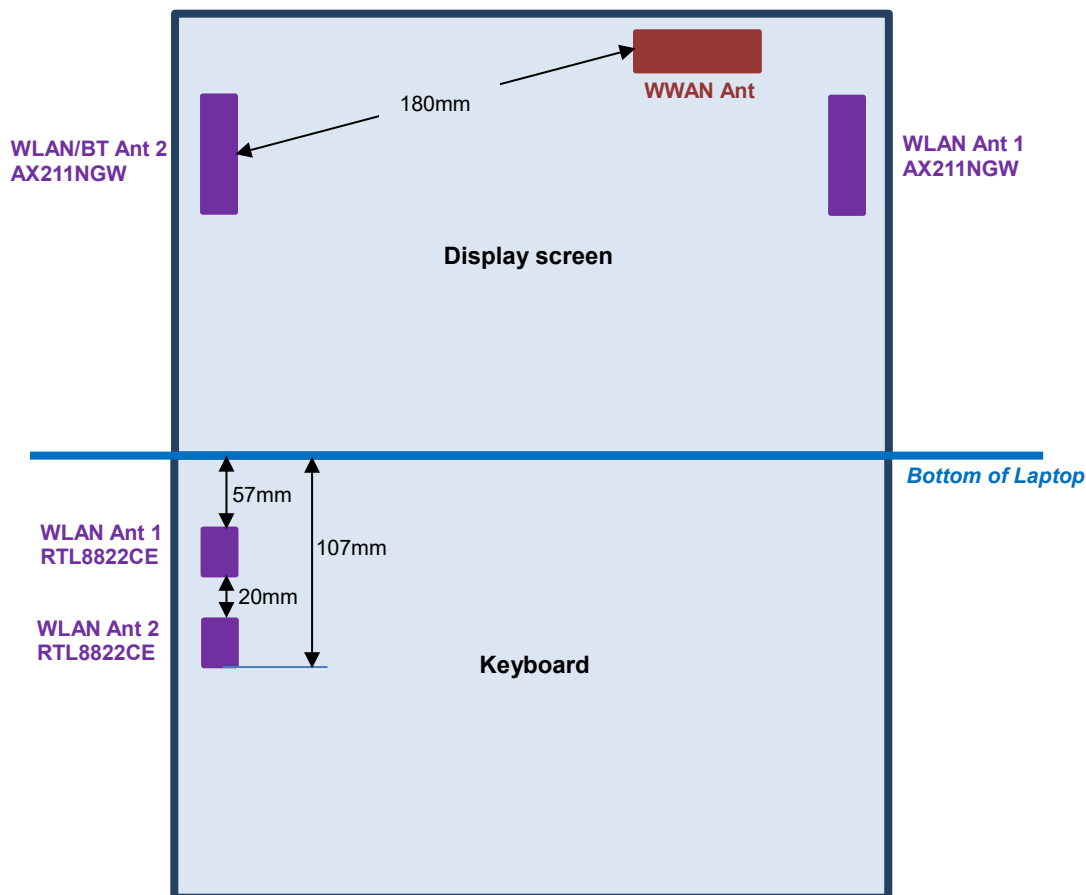 WWAN Ant
180mm
WLAN/BT Ant 2
AX211NGW
WLAN Ant 1
AX211NGW
Display screen
Bottom of Laptop
57mm
WLAN Ant 1
RTL8822CE
107mm
20mm
WLAN Ant 2
RTL8822CE
Keyboard